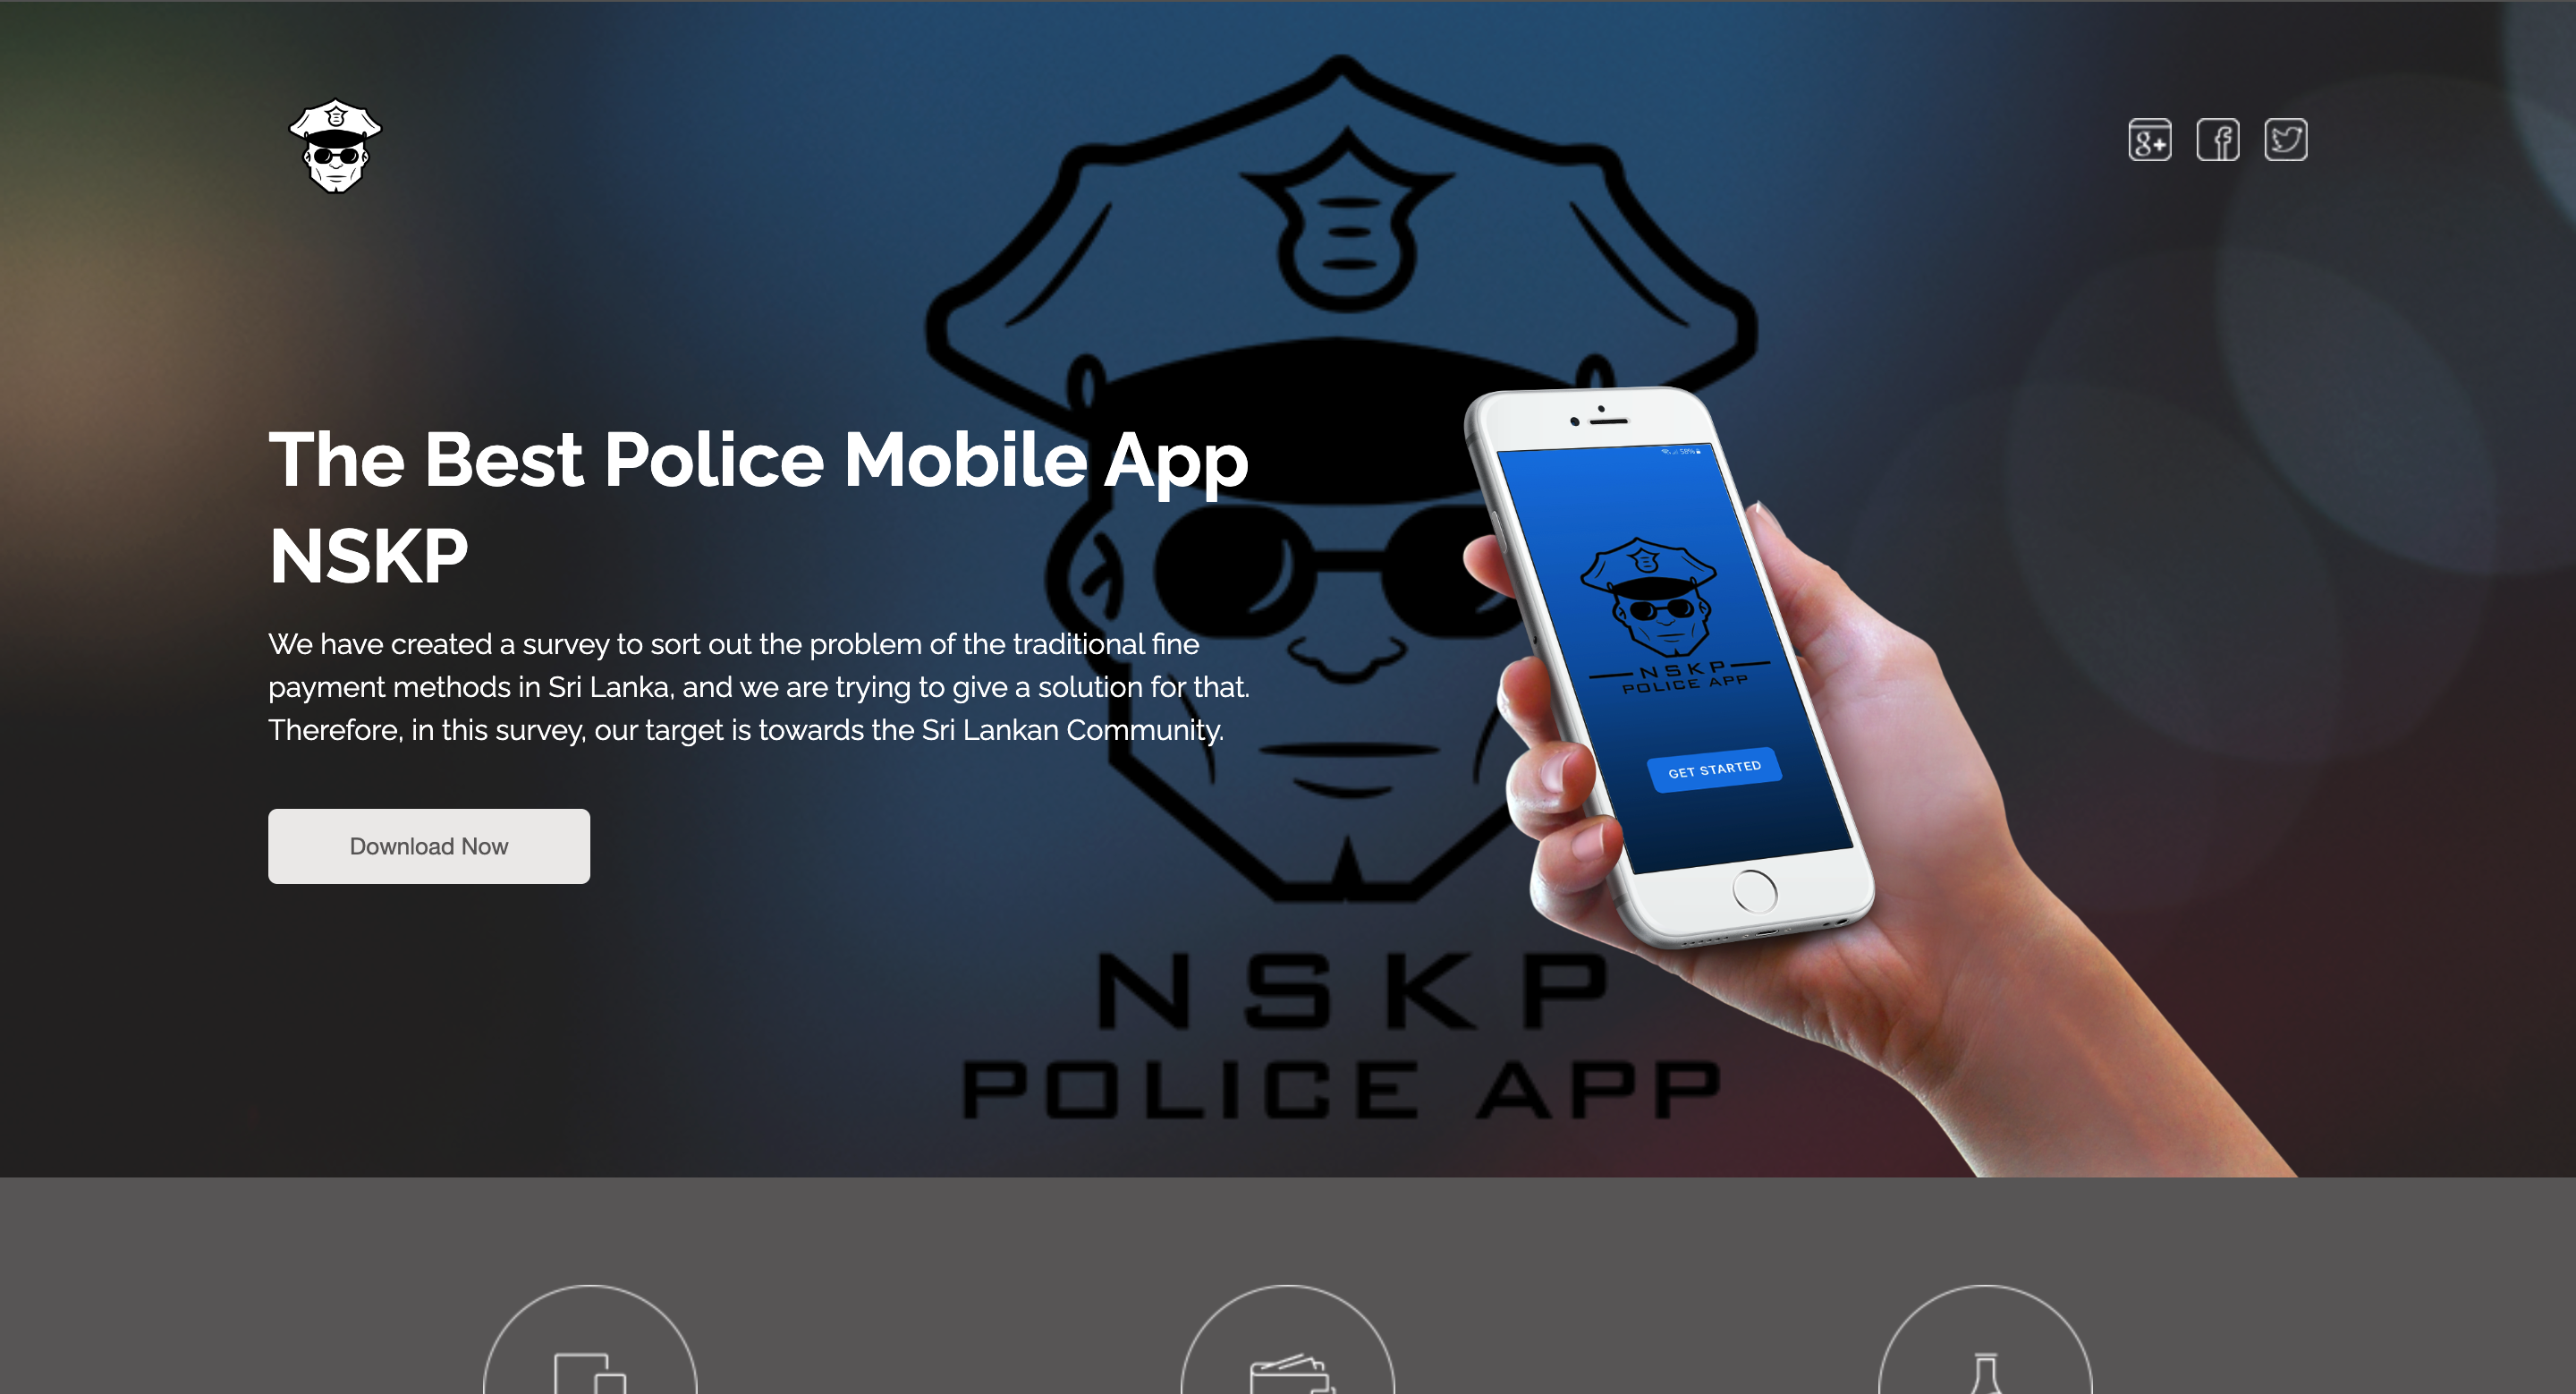 The Best Police Mobile App
NSKP
We have created a survey to sort out the problem of the traditional fine
payment methods in Sri Lanka, and we are trying to give a solution for that.
Therefore, in this survey, our target is towards the Sri Lankan Community.
Download Now
58%
NSKP
POLICE APP
GET STARTED
NSKP
POLICE APP